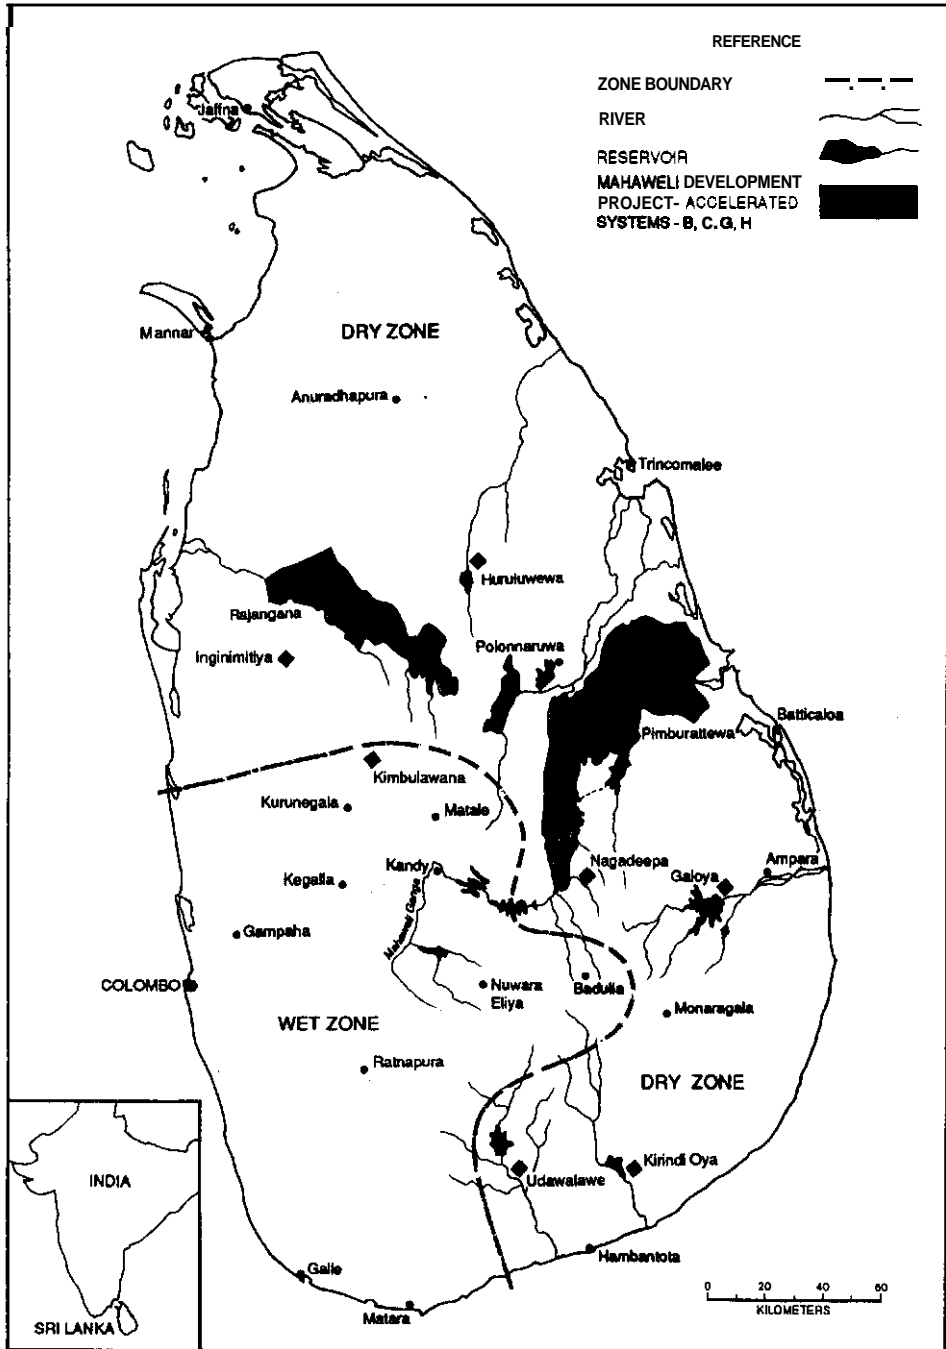 REFERENCE
ZONE BOUNDARY
RIVER
RESERVOIR
MAHAWELI DEVELOPMENT
PROJECT- ACCELERATED
SYSTEMS - B, C.G, H
Jaffna
Mannar
DRY ZONE
Anuradhapura
Trincomalee
Huruluwewa
Rajangana
Polonnaruwa
Inginimitiya
Batticaloa
Pimburattewa
Kimbulawana
Kurunegala
Matale
Kandy
Nagadeepa
Ampara
Kegalla
Galoya
Mahaweli Ganga
Gampaha
COLOMBO
Nuwara
Eliya
Badulla
Monaragala
WET ZONE
Ratnapura
DRY ZONE
INDIA
SRI LANKA
Udawalawe
Kirindi Oya
Hambantota
Galle
Matara
0 20 40 60
KILOMETERS